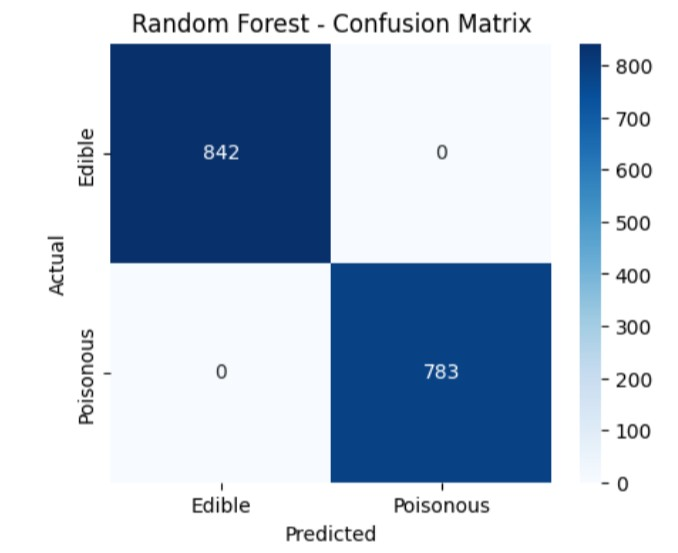 Random Forest - Confusion Matrix
Actual
Edible
842
0
Poisonous
0
783
Edible
Poisonous
Predicted
800
700
600
500
400
300
200
100
0